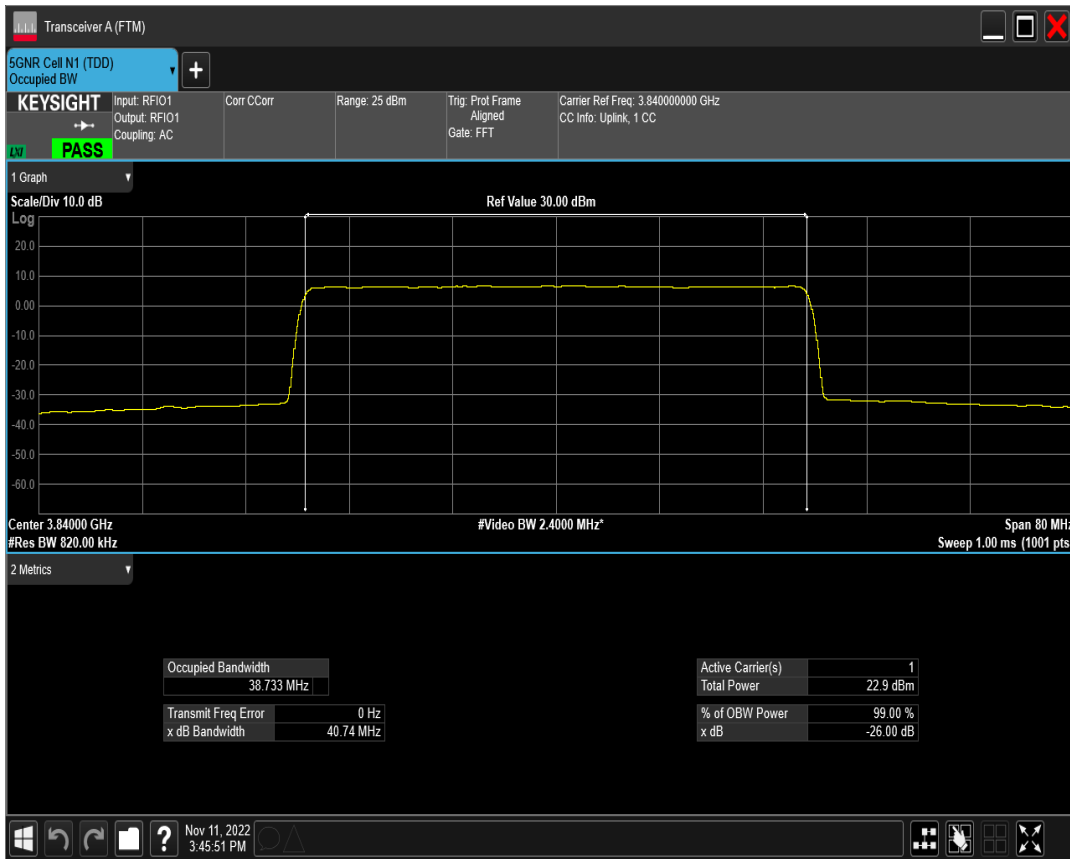 Transceiver A (FTM)
5GNR Cell N1 (TDD)
Occupied BW
+
KEYSIGHT
LXI
PASS
Input: RFIO1
Output: RFIO1
Coupling: AC
Corr CCorr
Range: 25 dBm
Trig: Prot Frame
Aligned
Gate: FFT
Carrier Ref Freq: 3.840000000 GHz
CC Info: Uplink, 1 CC
1 Graph
Scale/Div 10.0 dB
Ref Value 30.00 dBm
Log
20.0
10.0
0.00
-10.0
-20.0
-30.0
-40.0
-50.0
-60.0
Center 3.84000 GHz
#Video BW 2.4000 MHz*
Span 80 MHz
#Res BW 820.00 kHz
Sweep 1.00 ms (1001 pts
2 Metrics
Occupied Bandwidth
38.733 MHz
Transmit Freq Error 0 Hz
x dB Bandwidth 40.74 MHz
Active Carrier(s) 1
Total Power 22.9 dBm
% of OBW Power 99.00 %
x dB -26.00 dB
?
Nov 11, 2022
3:45:51 PM